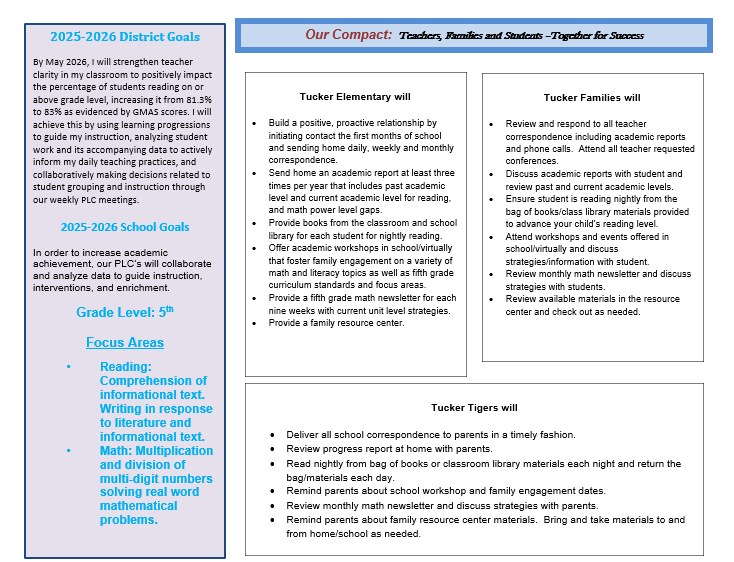 2025-2026 District Goals
By May 2026, I will strengthen teacher
clarity in my classroom to positively impact
the percentage of students reading on or
above grade level, increasing it from 81.3%
to 83% as evidenced by GMAS scores. I will
achieve this by using learning progressions
to guide my instruction, analyzing student
work and its accompanying data to actively
inform my daily teaching practices, and
collaboratively making decisions related to
student grouping and instruction through
our weekly PLC meetings.
2025-2026 School Goals
In order to increase academic
achievement, our PLC's will collaborate
and analyze data to guide instruction,
interventions, and enrichment.
Grade Level: 5th
Focus Areas
• Reading:
Comprehension of
informational text.
Writing in response
to literature and
informational text.
• Math: Multiplication
and division of
multi-digit numbers
solving real word
mathematical
problems.
Our Compact: Teachers, Families and Students –Together for Success
Tucker Elementary will
• Build a positive, proactive relationship by
initiating contact the first months of school
and sending home daily, weekly and monthly
correspondence.
• Send home an academic report at least three
times per year that includes past academic
level and current academic level for reading,
and math power level gaps.
• Provide books from the classroom and school
library for each student for nightly reading.
• Offer academic workshops in school/virtually
that foster family engagement on a variety of
math and literacy topics as well as fifth grade
curriculum standards and focus areas.
• Provide a fifth grade math newsletter for each
nine weeks with current unit level strategies.
• Provide a family resource center.
Tucker Families will
• Review and respond to all teacher
correspondence including academic reports
and phone calls. Attend all teacher requested
conferences.
• Discuss academic reports with student and
review past and current academic levels.
• Ensure student is reading nightly from the
bag of books/class library materials provided
to advance your child's reading level.
• Attend workshops and events offered in
school/virtually and discuss
strategies/information with student.
• Review monthly math newsletter and discuss
strategies with students.
• Review available materials in the resource
center and check out as needed.
Tucker Tigers will
• Deliver all school correspondence to parents in a timely fashion.
• Review progress report at home with parents.
• Read nightly from bag of books or classroom library materials each night and return the
bag/materials each day.
• Remind parents about school workshop and family engagement dates.
• Review monthly math newsletter and discuss strategies with parents.
• Remind parents about family resource center materials. Bring and take materials to and
from home/school as needed.